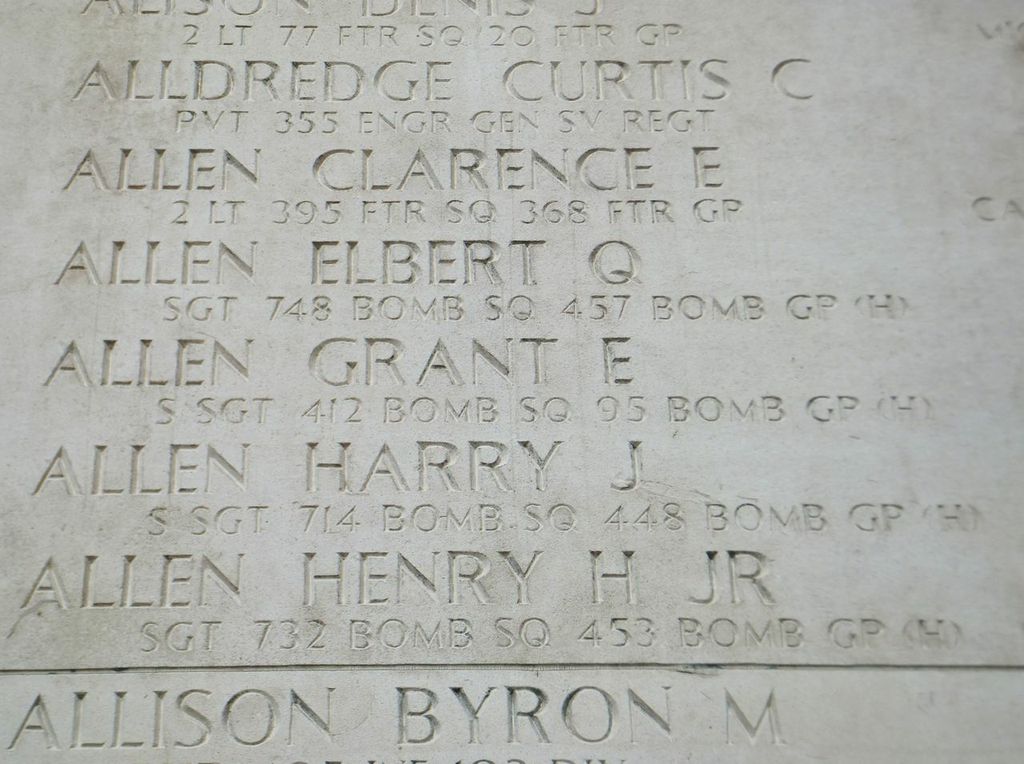 ALISON DENIS J
2 LT 77 FTR SQ 20 FTR GP
ALLDREDGE CURTIS C
PVT 355 ENGR GEN SV REGT
ALLEN CLARENCE E
2 LT 395 FTR SQ 368 FTR GP
CA
ALLEN ELBERT Q
SGT 748 BOMB SQ 457 BOMB GP (H)
ALLEN GRANT E
S SGT 412 BOMB SQ 95 BOMB GP (H)
ALLEN HARRY J
S SGT 714 BOMB SQ 448 BOMB GP (H)
ALLEN HENRY H JR
SGT 732 BOMB SQ 453 BOMB GP (H)
ALLISON BYRON M